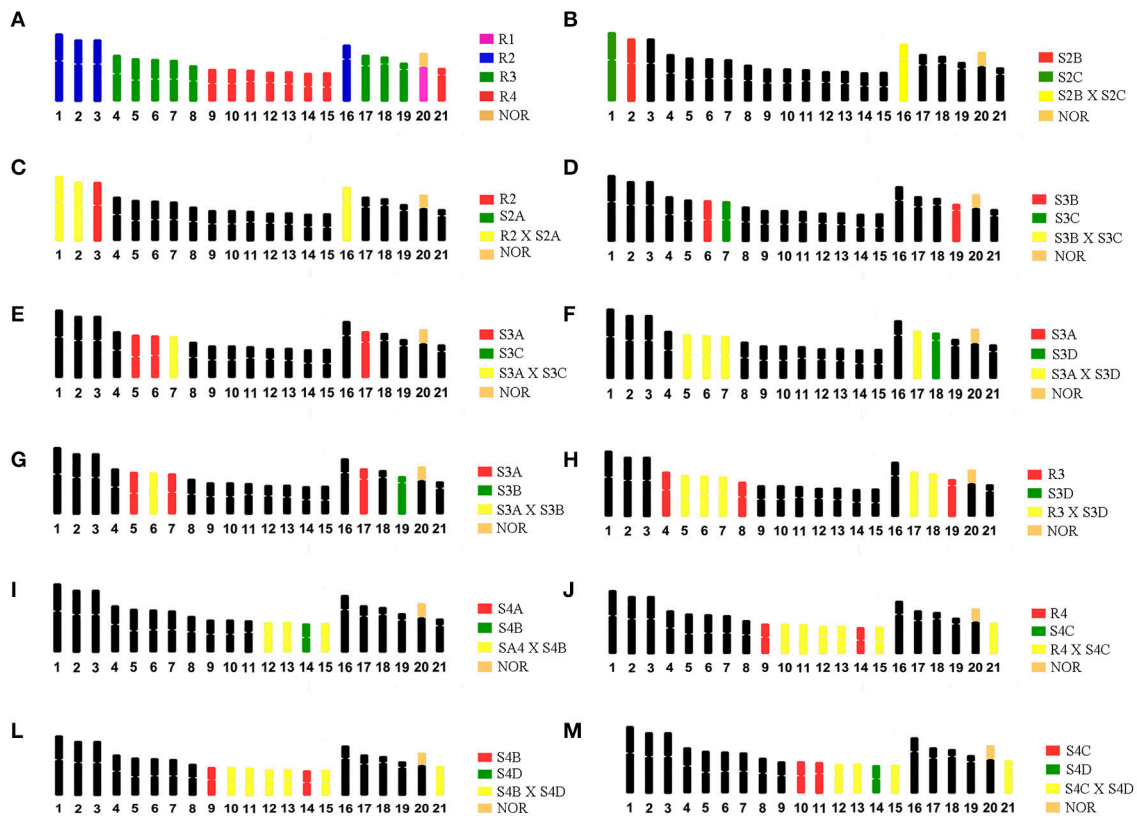 A
R1
R2
R3
R4
NOR
1 2 3 4 5 6 7 8 9 10 11 12 13 14 15 16 17 18 19 20 21
B
S2B
S2C
S2B X S2C
NOR
1 2 3 4 5 6 7 8 9 10 11 12 13 14 15 16 17 18 19 20 21
C
R2
S2A
R2 X S2A
NOR
1 2 3 4 5 6 7 8 9 10 11 12 13 14 15 16 17 18 19 20 21
D
S3B
S3C
S3B X S3C
NOR
1 2 3 4 5 6 7 8 9 10 11 12 13 14 15 16 17 18 19 20 21
E
S3A
S3C
S3A X S3C
NOR
1 2 3 4 5 6 7 8 9 10 11 12 13 14 15 16 17 18 19 20 21
F
S3A
S3D
S3A X S3D
NOR
1 2 3 4 5 6 7 8 9 10 11 12 13 14 15 16 17 18 19 20 21
G
S3A
S3B
S3A X S3B
NOR
1 2 3 4 5 6 7 8 9 10 11 12 13 14 15 16 17 18 19 20 21
H
R3
S3D
R3 X S3D
NOR
1 2 3 4 5 6 7 8 9 10 11 12 13 14 15 16 17 18 19 20 21
I
S4A
S4B
SA4 X S4B
NOR
1 2 3 4 5 6 7 8 9 10 11 12 13 14 15 16 17 18 19 20 21
J
R4
S4C
R4 X S4C
NOR
1 2 3 4 5 6 7 8 9 10 11 12 13 14 15 16 17 18 19 20 21
L
S4B
S4D
S4B X S4D
NOR
1 2 3 4 5 6 7 8 9 10 11 12 13 14 15 16 17 18 19 20 21
M
S4C
S4D
S4C X S4D
NOR
1 2 3 4 5 6 7 8 9 10 11 12 13 14 15 16 17 18 19 20 21